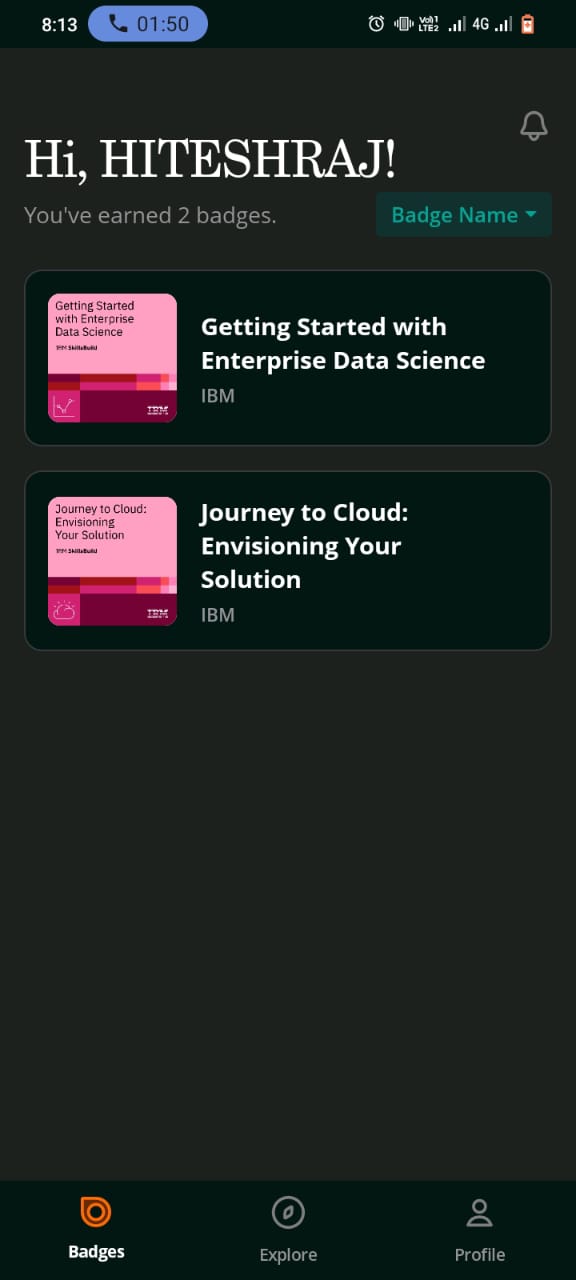 8:13 01:50 Vo)) 1 LTE2 4G
Hi, HITESHRAJ!
You've earned 2 badges.
Badge Name
Getting Started
with Enterprise
Data Science
IBM SkillsBuild
IBM
Getting Started with
Enterprise Data Science
IBM
Journey to Cloud:
Envisioning
Your Solution
IBM SkillsBuild
IBM
Journey to Cloud:
Envisioning Your
Solution
IBM
Badges Explore Profile